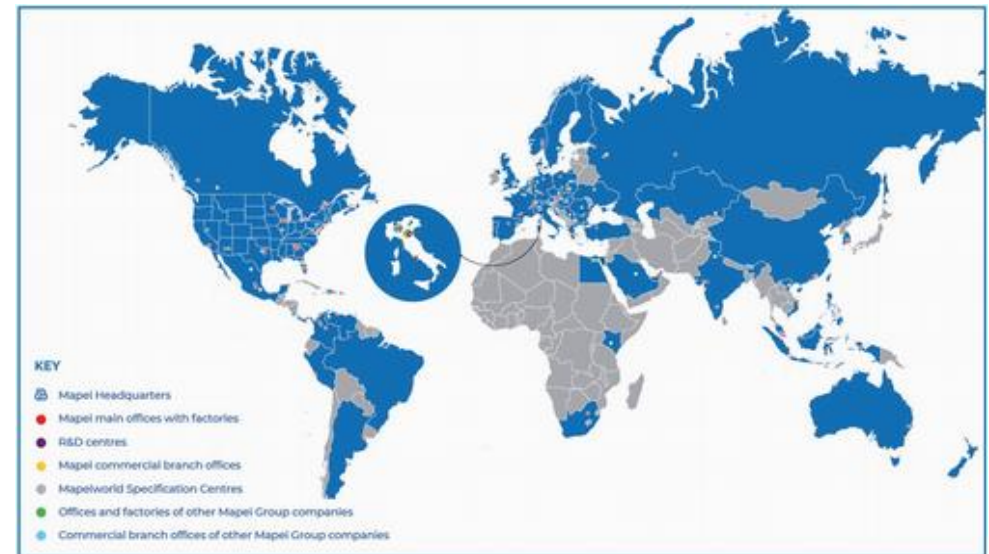 KEY
Mapei Headquarters
Mapei main offices with factories
R&D centres
Mapei commercial branch offices
Mapeiworld Specification Centres
Offices and factories of other Mapei Group companies
Commercial branch offices of other Mapei Group companies